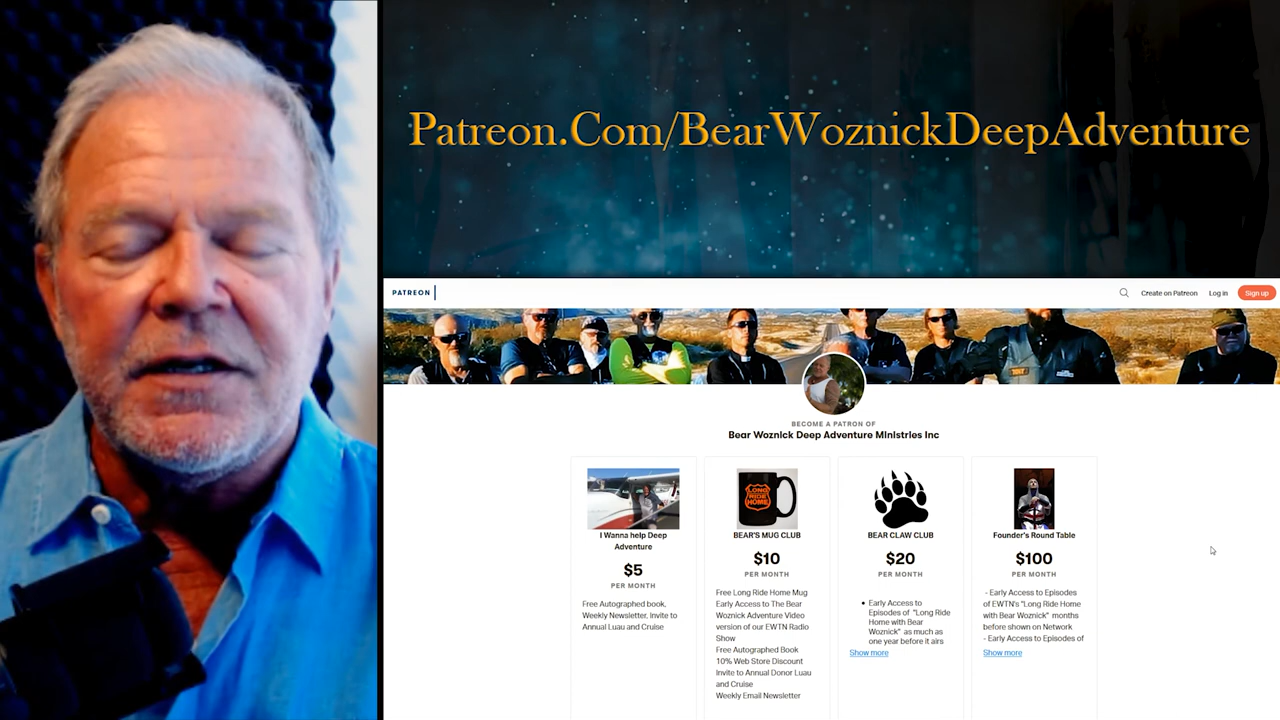 Patreon.Com/BearWoznickDeepAdventure
PATREON
Create on Patreon
Log in
Sign up
BECOME A PATRON OF
Bear Woznick Deep Adventure Ministries Inc
I Wanna help Deep
Adventure
$5
PER MONTH
Free Autographed book,
Weekly Newsletter, Invite to
Annual Luau and Cruise
LONG
RIDE
HOME
BEAR'S MUG CLUB
$10
PER MONTH
Free Long Ride Home Mug
Early Access to The Bear
Woznick Adventure Video
version of our EWTN Radio
Show
Free Autographed Book
10% Web Store Discount
Invite to Annual Donor Luau
and Cruise
Weekly Email Newsletter
BEAR CLAW CLUB
$20
PER MONTH
• Early Access to
Episodes of "Long Ride
Home with Bear
Woznick" as much as
one year before it airs
Show more
Founder's Round Table
$100
PER MONTH
- Early Access to Episodes
of EWTN's "Long Ride Home
with Bear Woznick" months
before shown on Network
- Early Access to Episodes of
Show more